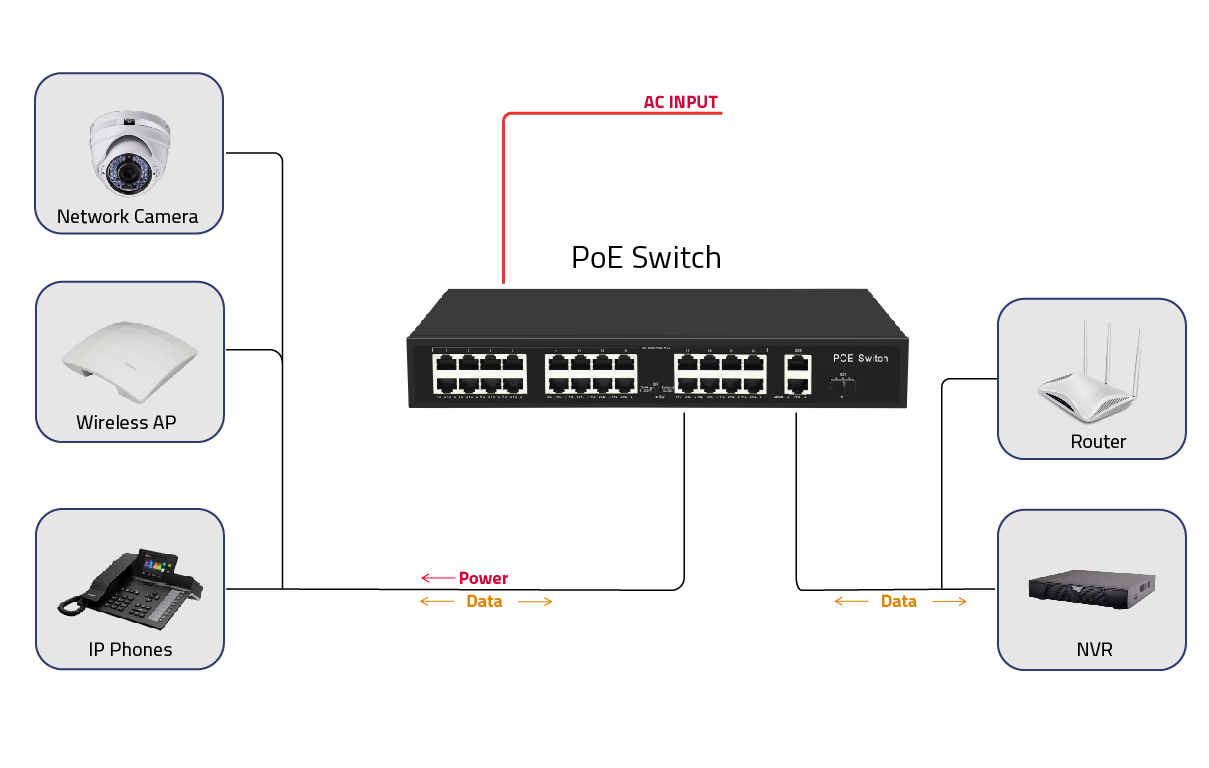 AC INPUT
Network Camera
PoE Switch
POE Switch
Wireless AP
Router
Power
Data
Data
IP Phones
NVR